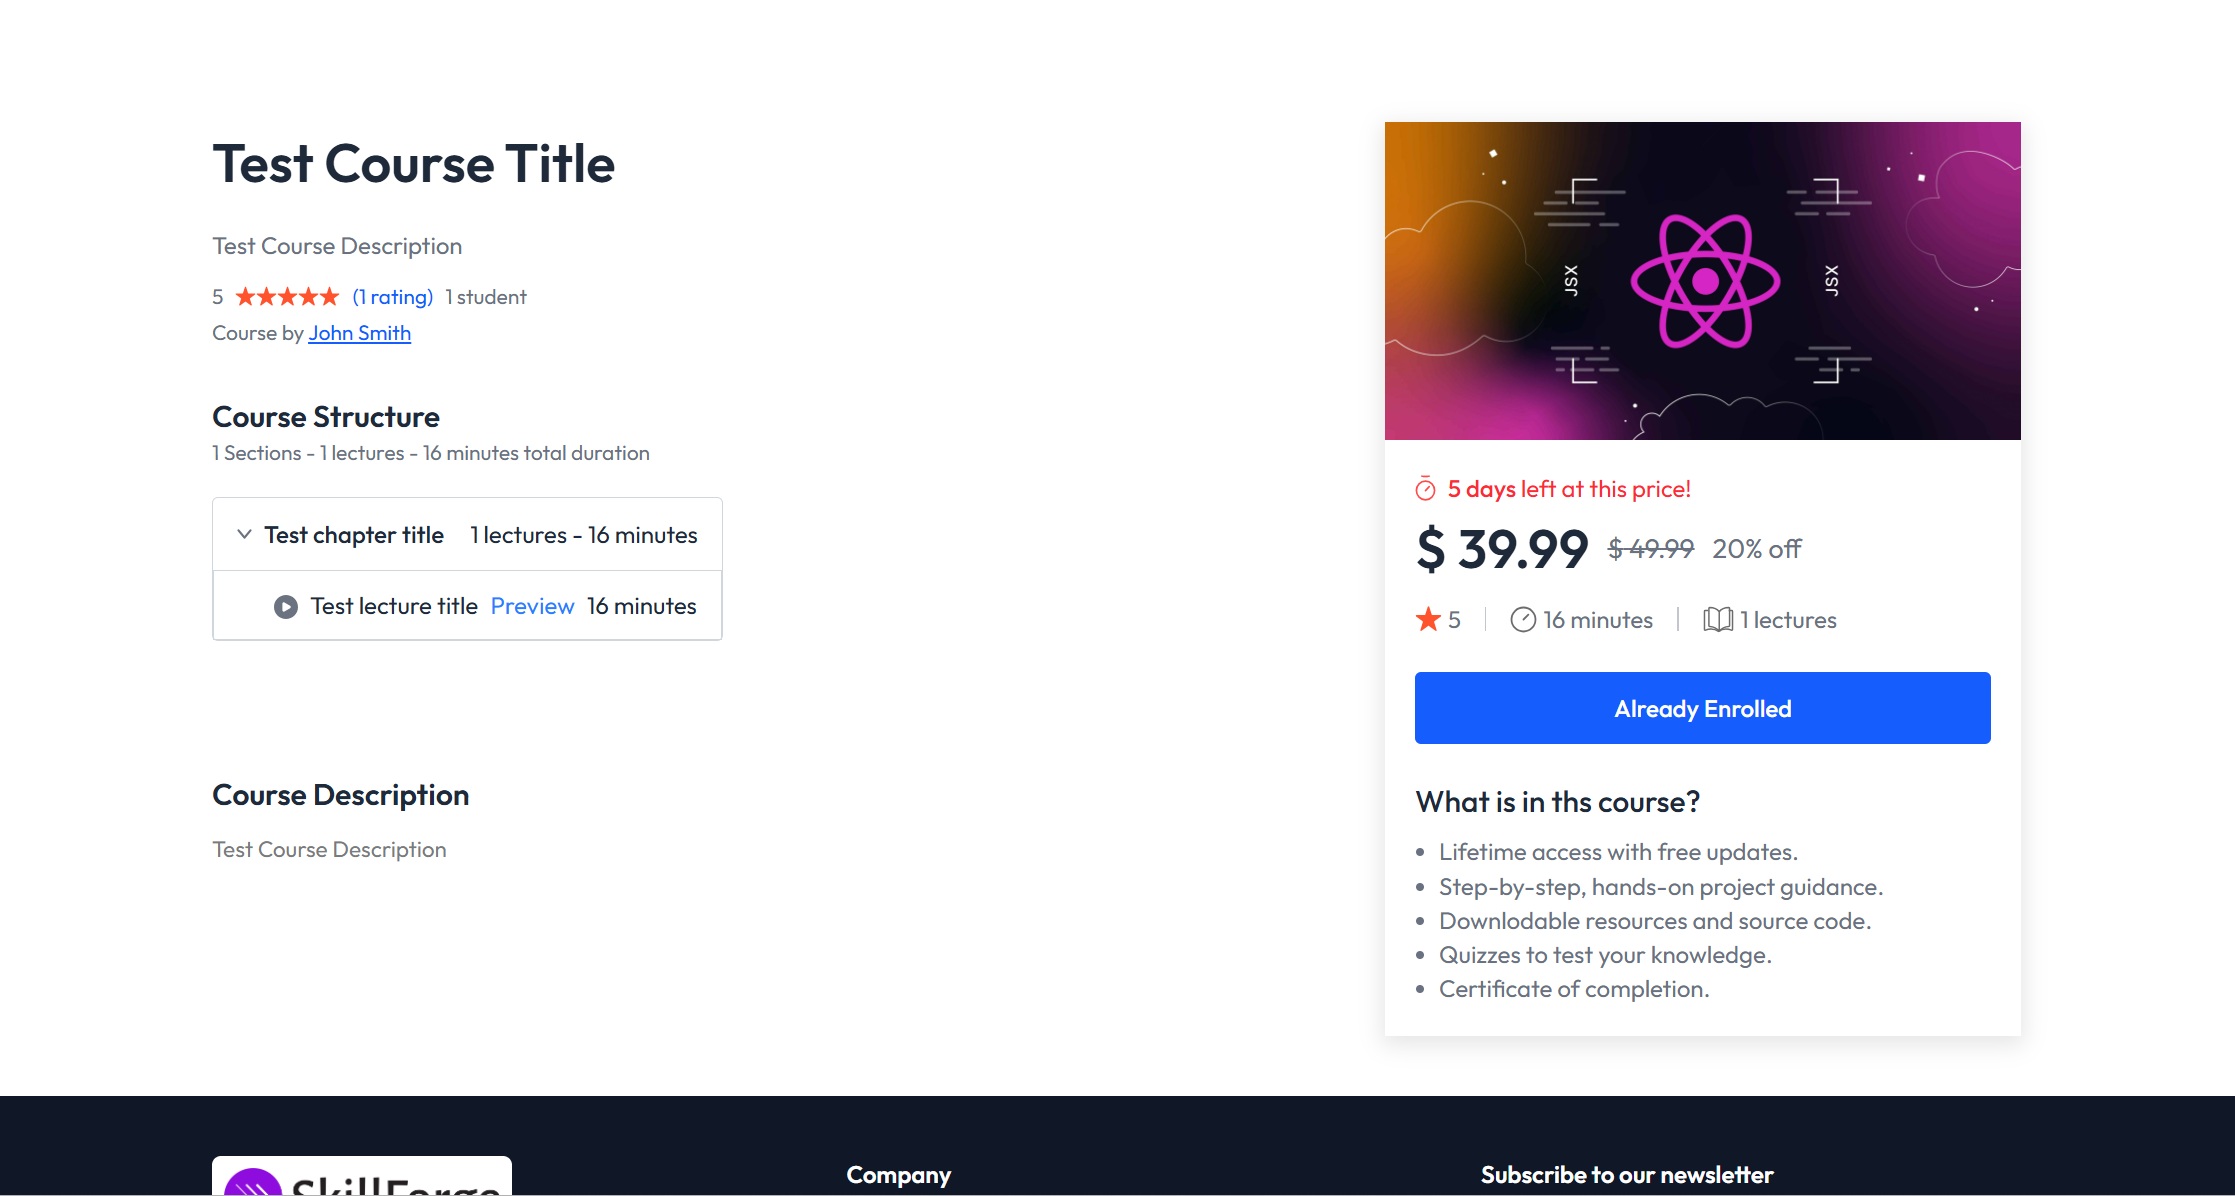 Test Course Title
Test Course Description
5 (1 rating) 1 student
Course by John Smith
Course Structure
1 Sections - 1 lectures - 16 minutes total duration
Test chapter title 1 lectures - 16 minutes
Test lecture title Preview 16 minutes
Course Description
Test Course Description
JSX
JSX
5 days left at this price!
$ 39.99 $ 49.99 20% off
5 16 minutes 1 lectures
Already Enrolled
What is in ths course?
Lifetime access with free updates.
Step-by-step, hands-on project guidance.
Downlodable resources and source code.
Quizzes to test your knowledge.
Certificate of completion.
SkillForge
Company
Subscribe to our newsletter